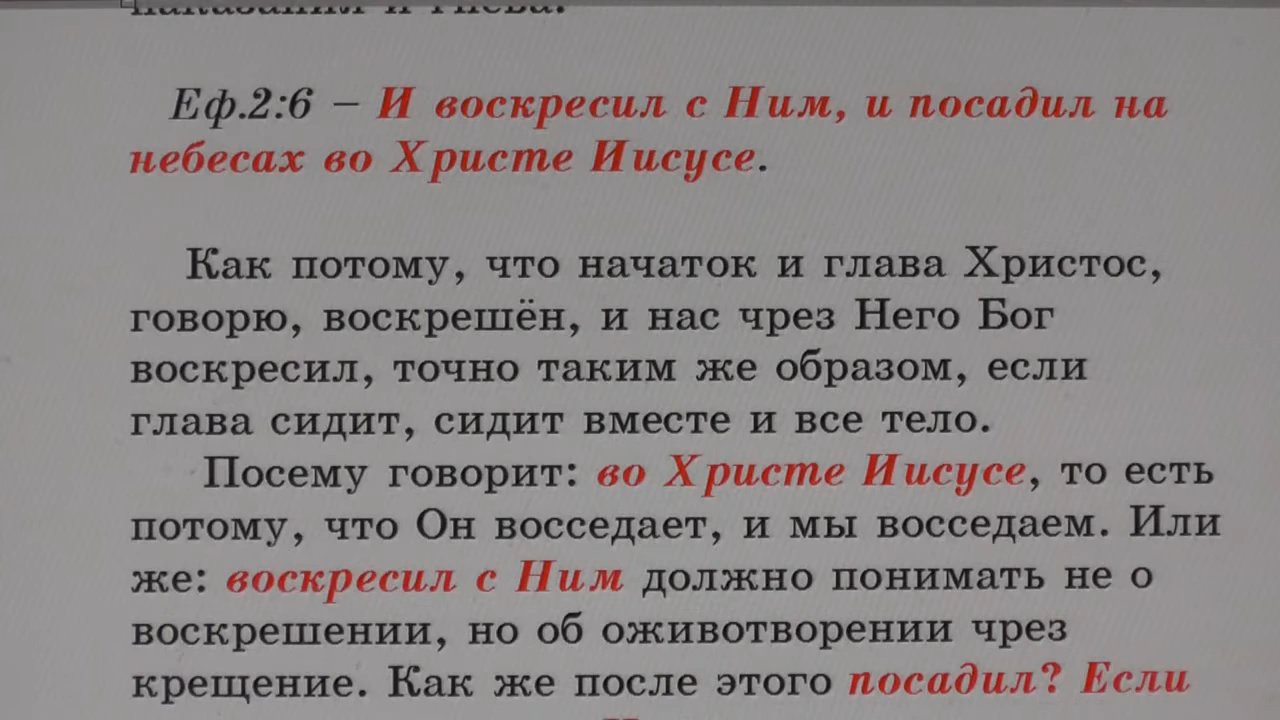 Еф.2:6 – И воскресил с Ним, и посадил на
небесах во Христе Иисусе.
Как потому, что начаток и глава Христос,
говорю, воскрешён, и нас чрез Него Бог
воскресил, точно таким же образом, если
глава сидит, сидит вместе и все тело.
Посему говорит: во Христе Иисусе, то есть
потому, что Он восседает, и мы восседаем. Или
же: воскресил с Ним должно понимать не о
воскрешении, но об оживотворении чрез
крещение. Как же после этого посадил? Если